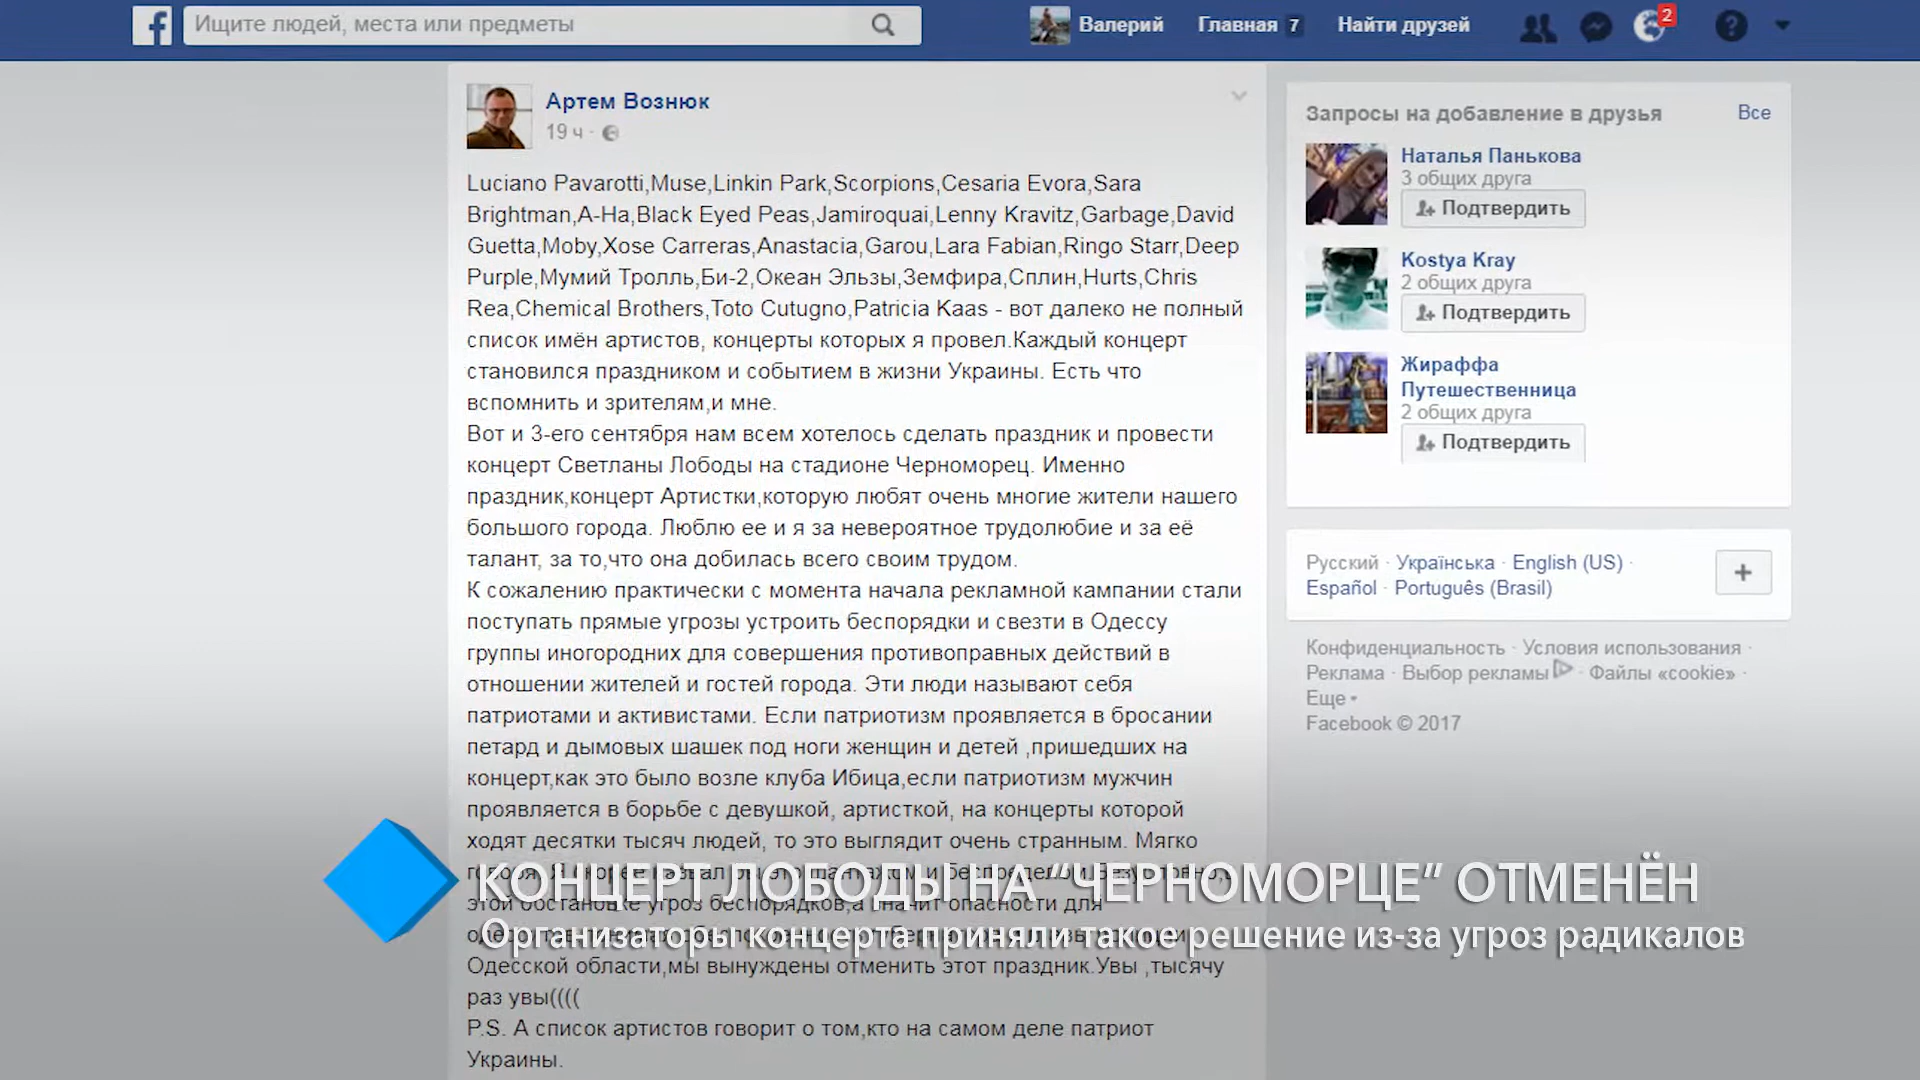 Ищите людей, места или предметы
Валерий
Главная 7
Найти друзей
2
Артем Вознюк
19 ч ·
Luciano Pavarotti,Muse,Linkin Park,Scorpions,Cesaria Evora,Sara
Brightman,A-Ha,Black Eyed Peas,Jamiroquai,Lenny Kravitz,Garbage,David
Guetta,Moby,Xose Carreras,Anastacia,Garou,Lara Fabian,Ringo Starr,Deep
Purple,Мумий Тролль,Би-2,Океан Эльзы,Земфира,Сплин,Hurts,Chris
Rea,Chemical Brothers,Toto Cutugno,Patricia Kaas - вот далеко не полный
список имён артистов, концерты которых я провел.Каждый концерт
становился праздником и событием в жизни Украины. Есть что
вспомнить и зрителям,и мне.
Вот и 3-его сентября нам всем хотелось сделать праздник и провести
концерт Светланы Лободы на стадионе Черноморец. Именно
праздник,концерт Артистки,которую любят очень многие жители нашего
большого города. Люблю ее и я за невероятное трудолюбие и за её
талант, за то,что она добилась всего своим трудом.
К сожалению практически с момента начала рекламной кампании стали
поступать прямые угрозы устроить беспорядки и свезти в Одессу
группы иногородних для совершения противоправных действий в
отношении жителей и гостей города. Эти люди называют себя
патриотами и активистами. Если патриотизм проявляется в бросании
петард и дымовых шашек под ноги женщин и детей ,пришедших на
концерт,как это было возле клуба Ибица,если патриотизм мужчин
проявляется в борьбе с девушкой, артисткой, на концерты которой
ходят десятки тысяч людей, то это выглядит очень странным. Мягко
этой обстановке угроз беспорядков,а значит опасности для
Одесской области,мы вынуждены отменить этот праздник.Увы ,тысячу
раз увы((((
P.S. А список артистов говорит о том,кто на самом деле патриот
Украины.
КОНЦЕРТ ЛОБОДЫ НА “ЧЕРНОМОРЦЕ” ОТМЕНЁН
Организаторы концерта приняли такое решение из-за угроз радикалов
Запросы на добавление в друзья
Все
Наталья Панькова
3 общих друга
Подтвердить
Kostya Kray
2 общих друга
Подтвердить
Жираффа
Путешественница
2 общих друга
Подтвердить
Русский · Українська · English (US) ·
Español · Português (Brasil)
Конфиденциальность · Условия использования ·
Реклама · Выбор рекламы · Файлы «cookie» ·
Еще
Facebook © 2017